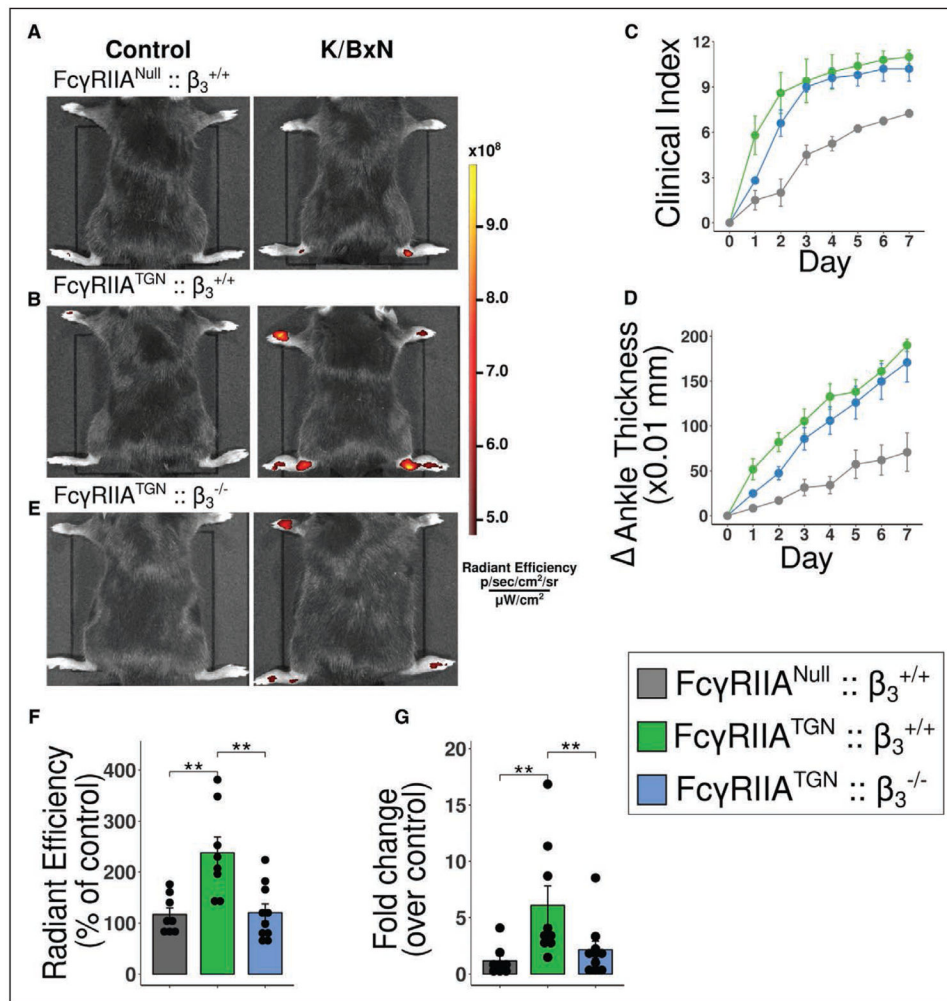 A
Control
K/BxN
FcγRIIA^Null :: β₃^+/+
FcγRIIA^TGN :: β₃^+/+
B
FcγRIIA^TGN :: β₃^-/-
E
x10⁸
9.0
8.0
7.0
6.0
5.0
Radiant Efficiency
p/sec/cm²/sr
μW/cm²
C
Clinical Index
12
9
6
3
0
0 1 2 3 4 5 6 7
Day
D
Δ Ankle Thickness
(x0.01 mm)
200
150
100
50
0
0 1 2 3 4 5 6 7
Day
FcγRIIA^Null :: β₃^+/+
FcγRIIA^TGN :: β₃^+/+
FcγRIIA^TGN :: β₃^-/-
F
Radiant Efficiency
(% of control)
400
300
200
100
0
** **
G
Fold change
(over control)
20
15
10
5
0
** **